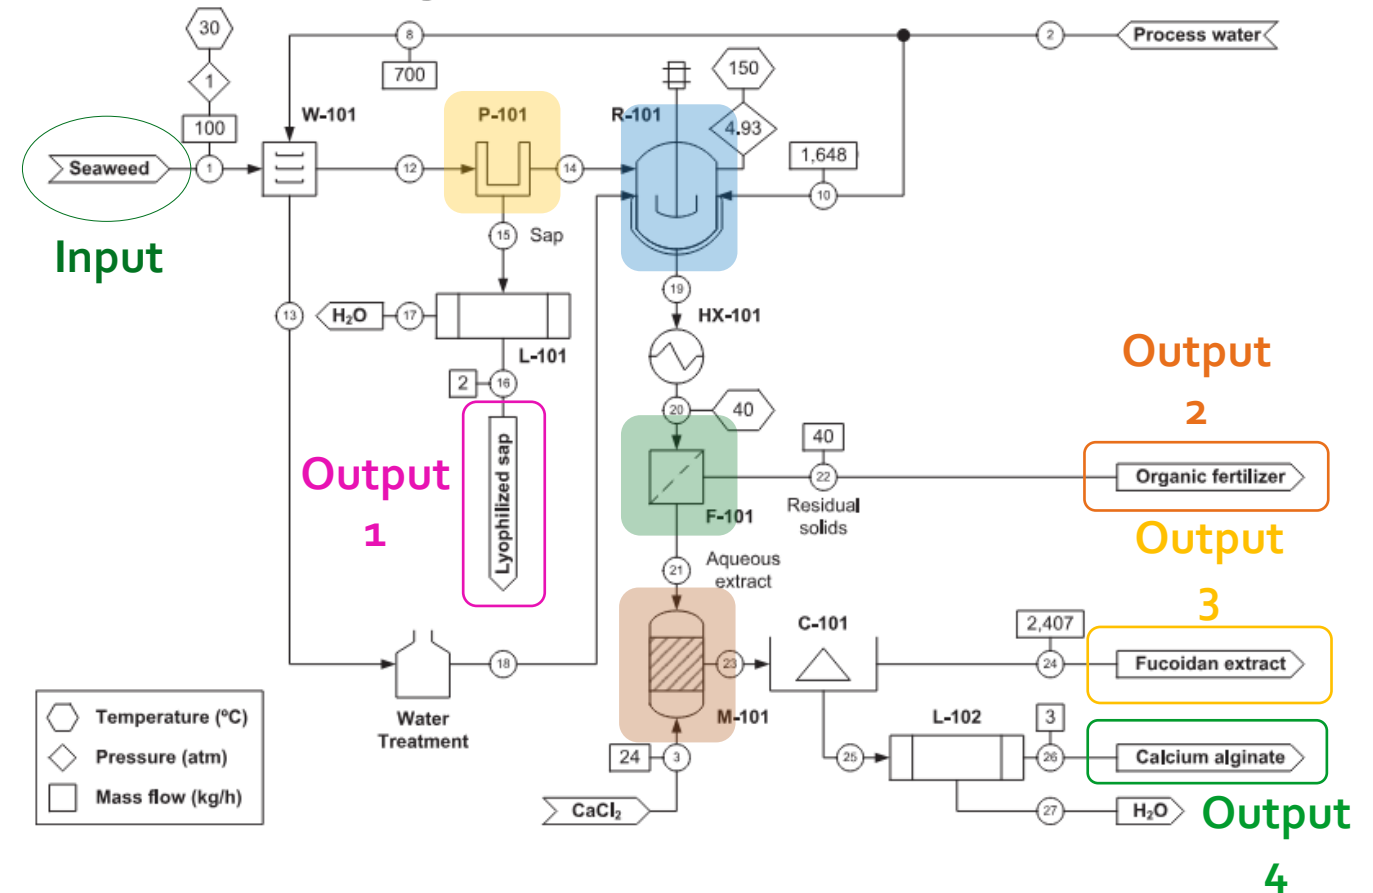 30
8
2
Process water
1
700
150
100
W-101
P-101
R-101
4.93
1,648
Seaweed
1
12
14
10
15
Sap
Input
19
13
H₂O
17
HX-101
L-101
2
16
20
40
Output
2
40
Output
1
Lyophilized sap
22
Organic fertilizer
Residual
solids
F-101
Output
3
21
Aqueous
extract
C-101
2,407
18
23
24
Fucoidan extract
Water
Treatment
M-101
L-102
3
Temperature (ºC)
Pressure (atm)
Mass flow (kg/h)
24
3
25
26
Calcium alginate
CaCl₂
27
H₂O
Output
4